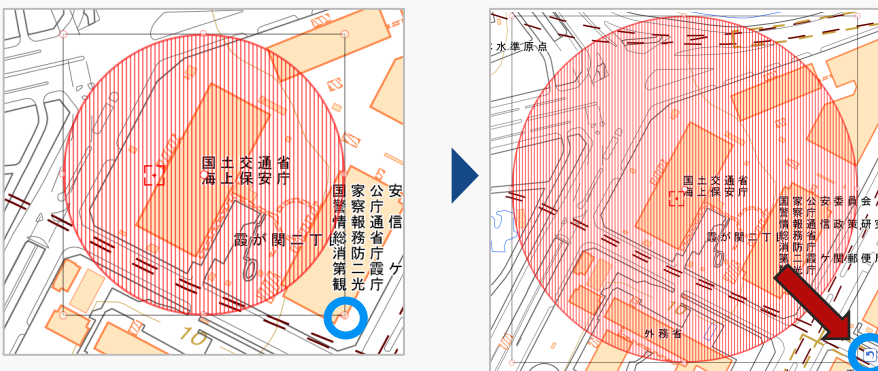 国土交通省
海上保安庁
国家公安
警察庁
情報通信
総務省
消防庁
第二霞ケ
観光庁
霞が関二丁
10
水準原点
国土交通省
海上保安庁
国家公安委員会
警察庁
情報通信政策研究
総務省
消防庁
第二霞ケ関郵便
光庁
霞が関二丁
外務省